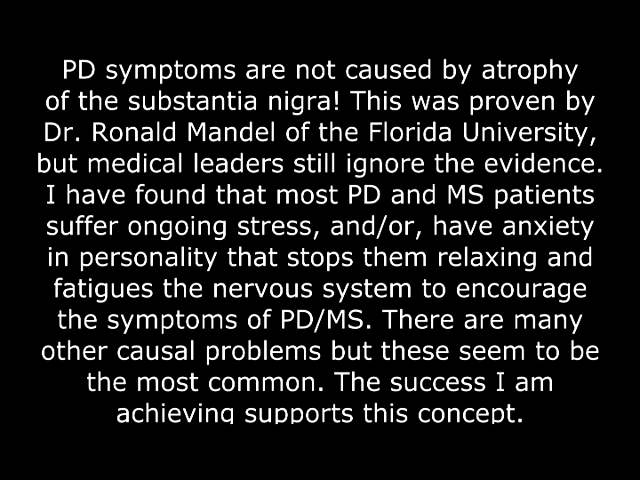 PD symptoms are not caused by atrophy
of the substantia nigra! This was proven by
Dr. Ronald Mandel of the Florida University,
but medical leaders still ignore the evidence.
I have found that most PD and MS patients
suffer ongoing stress, and/or, have anxiety
in personality that stops them relaxing and
fatigues the nervous system to encourage
the symptoms of PD/MS. There are many
other causal problems but these seem to be
the most common. The success I am
achieving supports this concept.